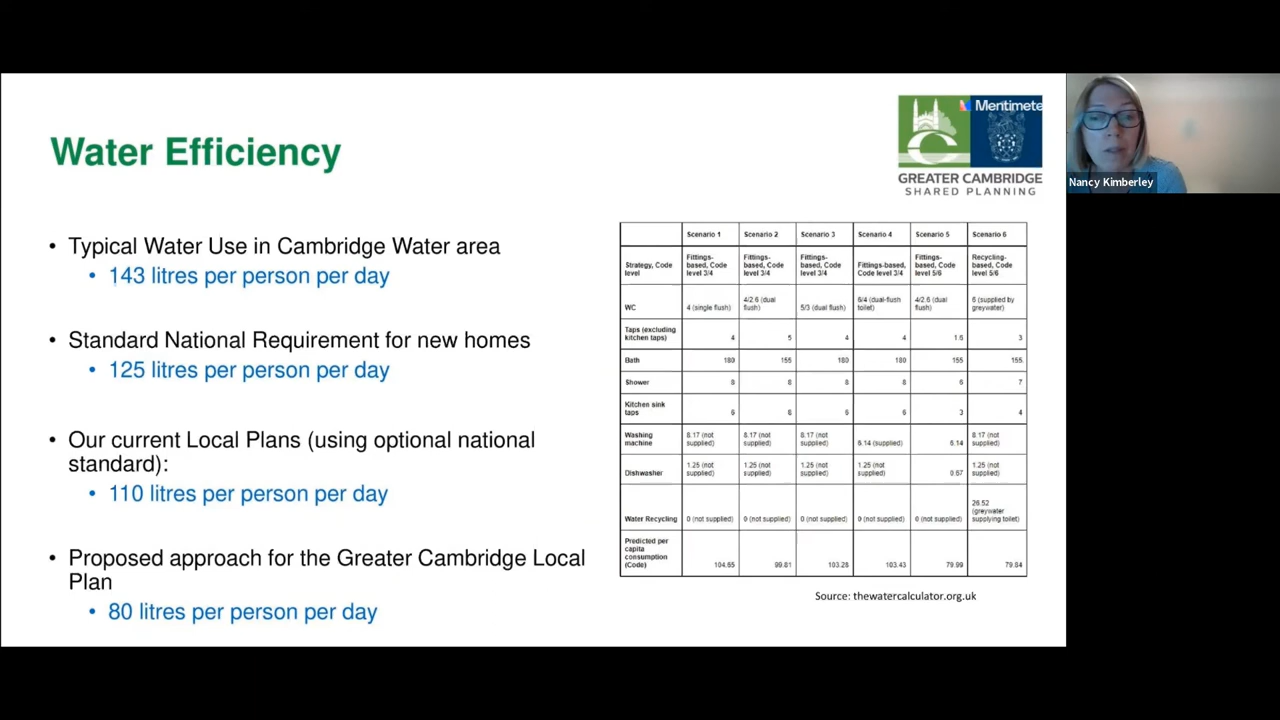 Mentimete
GREATER CAMBRIDGE
SHARED PLANNING
Nancy Kimberley
Water Efficiency
• Typical Water Use in Cambridge Water area
• 143 litres per person per day
• Standard National Requirement for new homes
• 125 litres per person per day
• Our current Local Plans (using optional national
standard):
• 110 litres per person per day
• Proposed approach for the Greater Cambridge Local
Plan
• 80 litres per person per day
Scenario 1 Scenario 2 Scenario 3 Scenario 4 Scenario 5 Scenario 6
Fittings- Fittings- Fittings- Fittings- Recycling-
Strategy, Code based, Code based, Code based, Code Fittings-based, based, Code based, Code
level level 3/4 level 3/4 level 3/4 Code level 3/4 level 5/6 level 5/6
4/2.6 (dual 6/4 (dual-flush 4/2.6 (dual 6 (supplied by
WC 4 (single flush) flush) 5/3 (dual flush) toilet) flush) greywater)
Taps (excluding
kitchen taps) 4 5 4 4 1.5 3
Bath 180 155 180 180 155 155
Shower 8 8 8 8 6 7
Kitchen sink
taps 6 8 6 6 3 4
Washing 8.17 (not 8.17 (not 8.17 (not 8.17 (not
machine supplied) supplied) supplied) 6.14 (supplied) 6.14 supplied)
1.25 (not 1.25 (not 1.25 (not 1.25 (not 1.25 (not
Dishwasher supplied) supplied) supplied) supplied) 0.67 supplied)
26.52
(greywater
Water Recycling 0 (not supplied) 0 (not supplied) 0 (not supplied) 0 (not supplied) 0 (not supplied) supplying toilet)
Predicted per
capita
consumption
(Code) 104.65 99.81 103.28 103.43 79.99 79.84
Source: thewatercalculator.org.uk